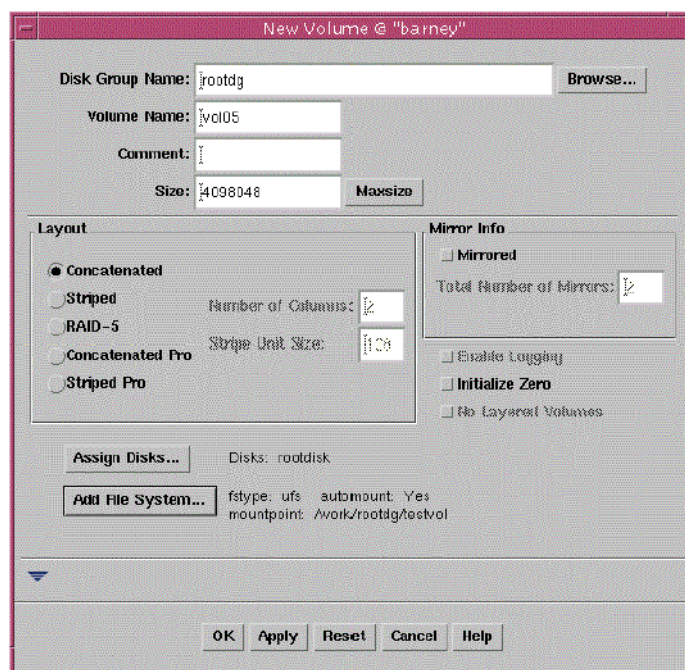 New Volume @ "barney"
Disk Group Name: rootdg Browse...
Volume Name: vol05
Comment:
Size: 4098048 Maxsize
Layout
Concatenated
Striped
RAID-5
Concatenated Pro
Striped Pro
Number of Columns: 2
Stripe Unit Size: 128
Mirror Info
Mirrored
Total Number of Mirrors: 2
Enable Logging
Initialize Zero
No Layered Volumes
Assign Disks... Disks: rootdisk
Add File System... fstype: ufs automount: Yes
mountpoint: /work/rootdg/testvol
OK Apply Reset Cancel Help